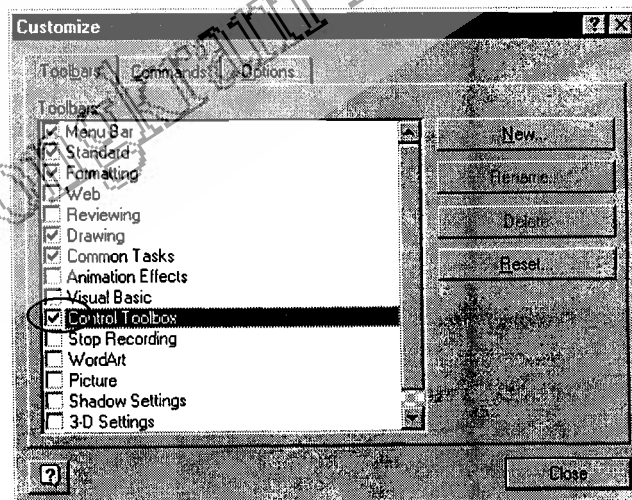 Customize
Toolbars Commands Options
Toolbars:
Menu Bar
Standard
Formatting
Web
Reviewing
Drawing
Common Tasks
Animation Effects
Visual Basic
Control Toolbox
Stop Recording
WordArt
Picture
Shadow Settings
3-D Settings
New...
Rename...
Delete
Reset...
Close